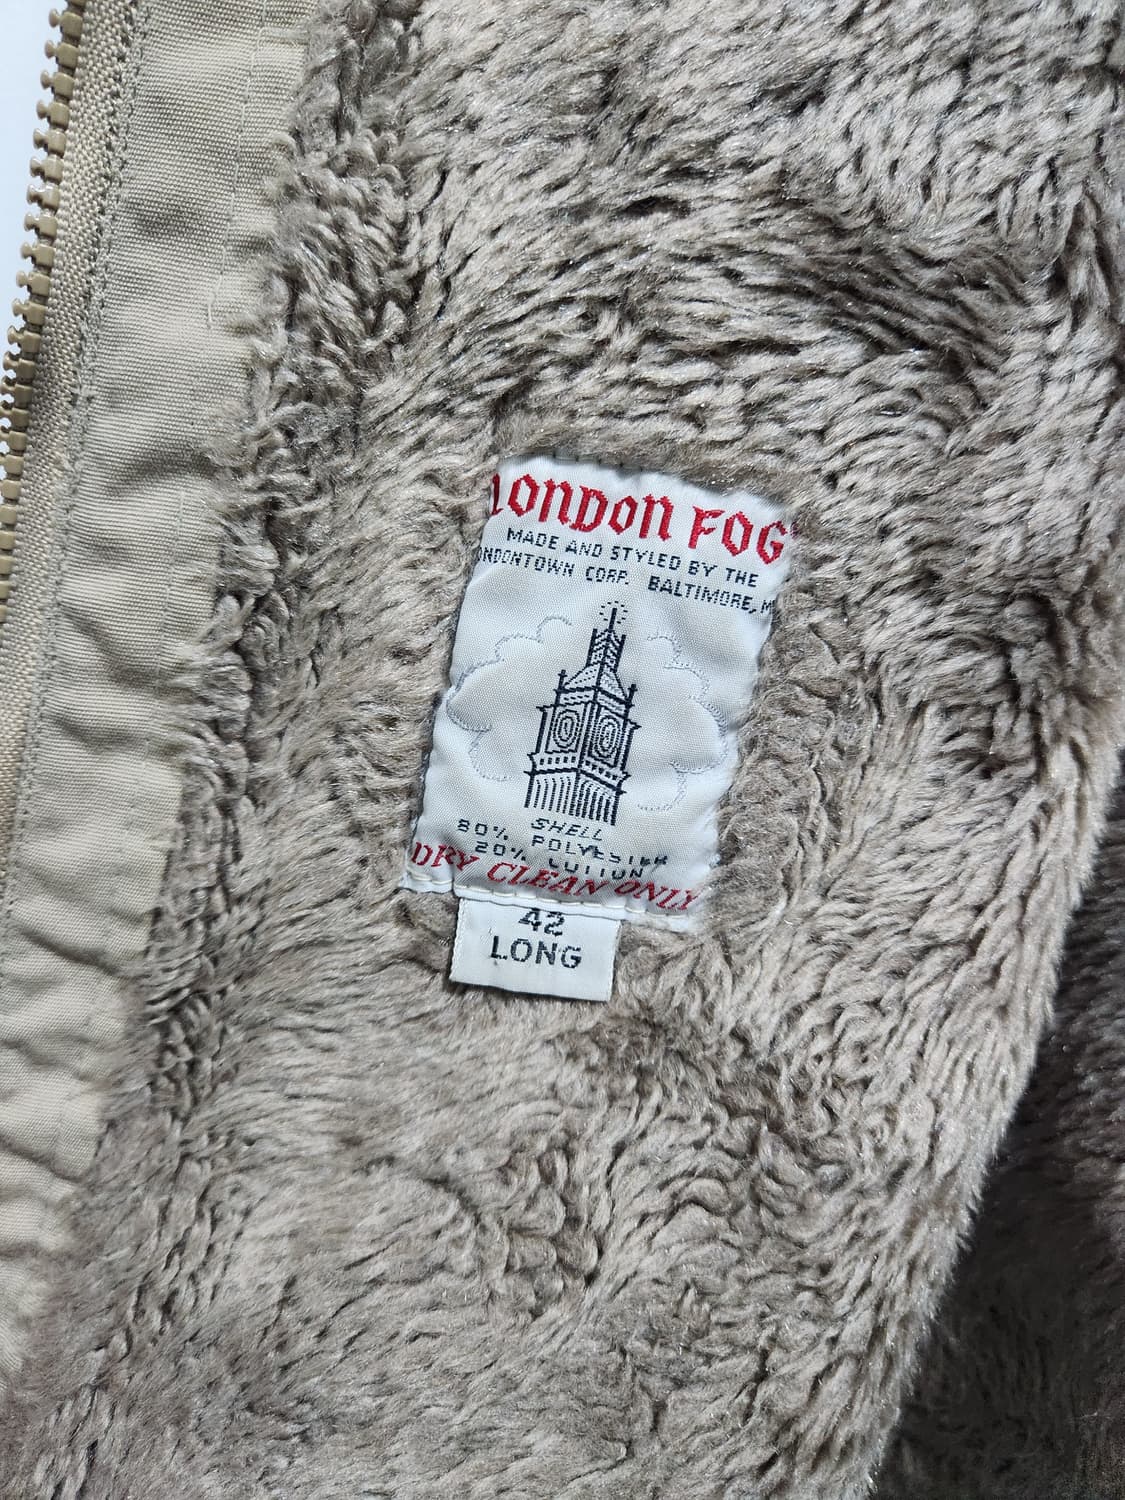 LONDON FOG
MADE AND STYLED BY THE
ONDONTOWN CORP. BALTIMORE, M
SHELL
80% POLYESTER
20% COTTON
DRY CLEAN ONLY
42
LONG